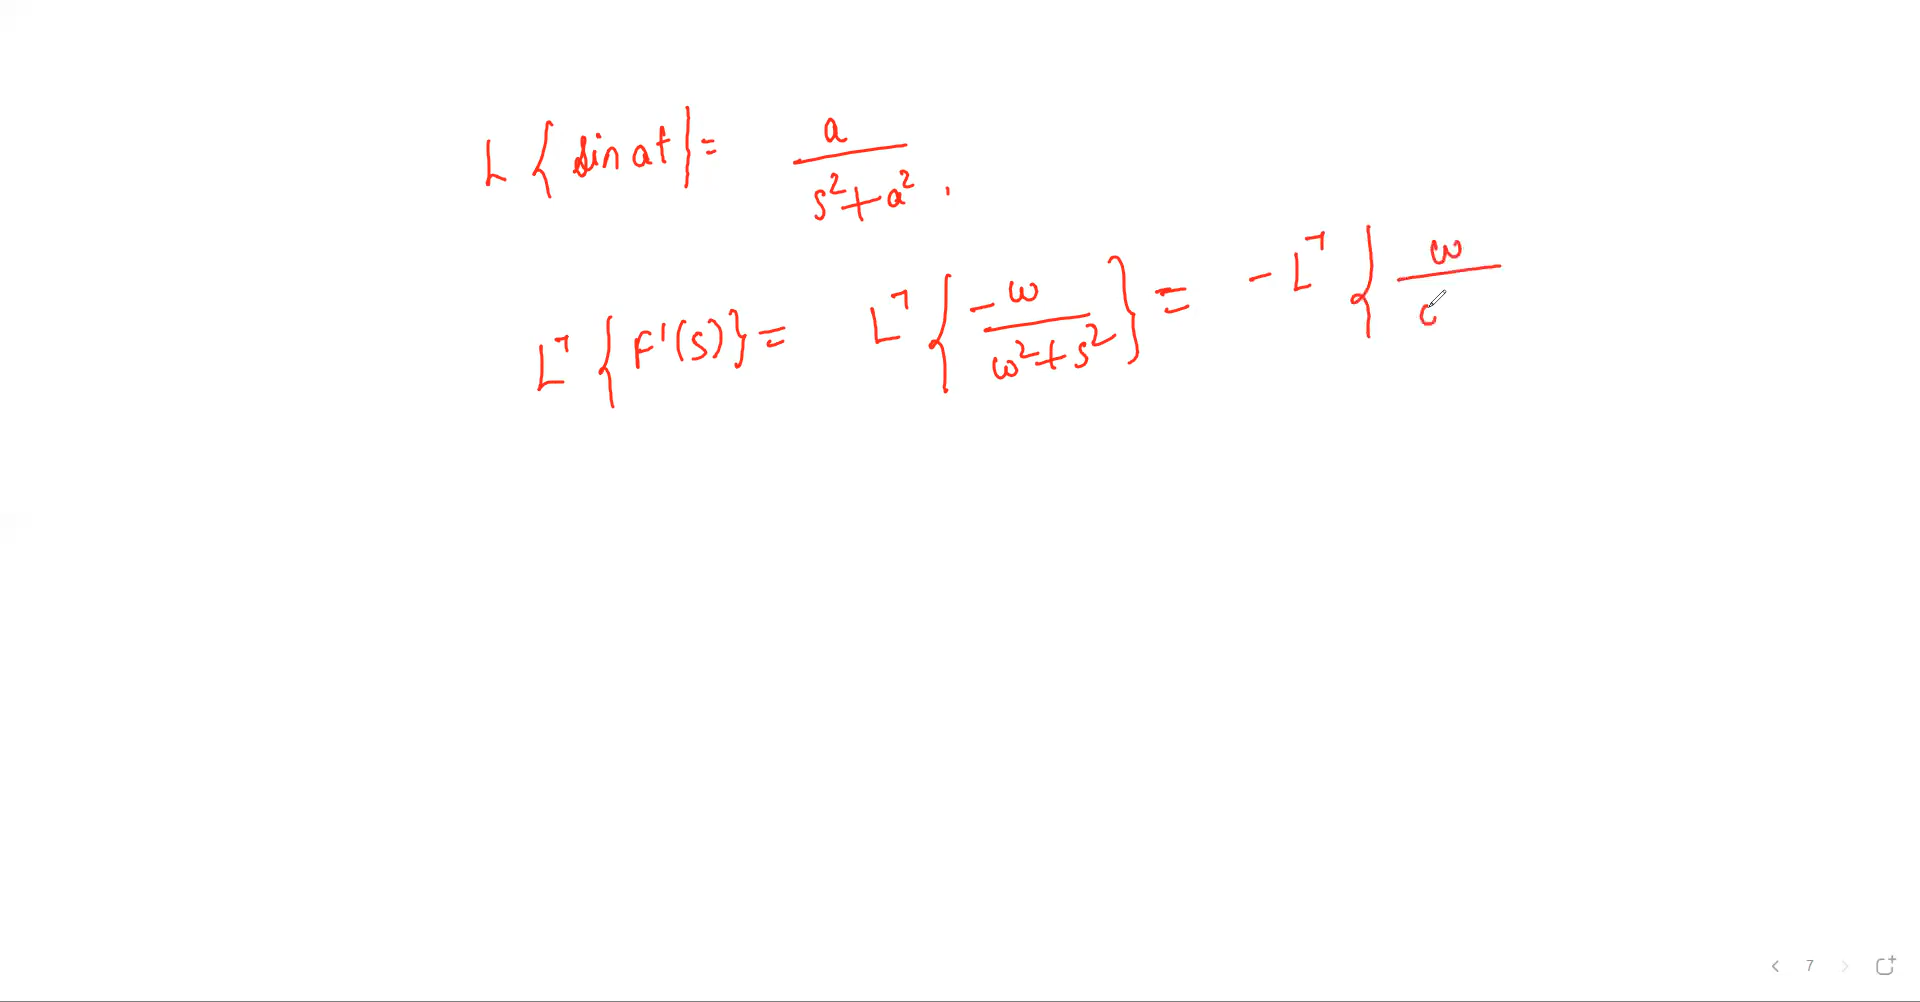 L { sin at } = a / (s² + a²) .
L⁻¹ { F'(s) } = L⁻¹ { -ω / (ω² + s²) } = - L⁻¹ { ω /
7